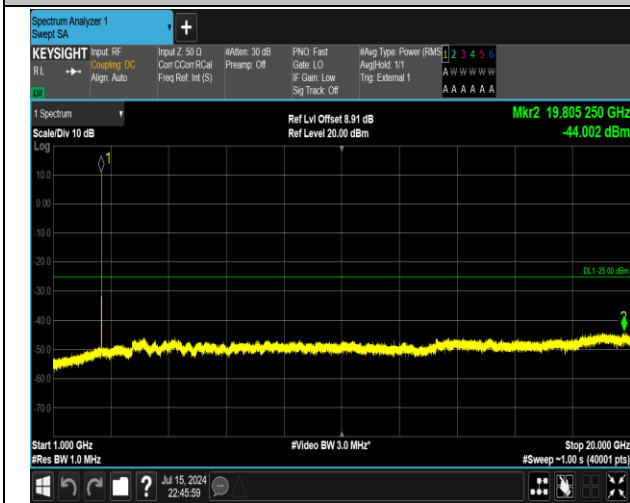 Spectrum Analyzer 1
Swept SA
+
KEYSIGHT
RL
LXI
Input: RF
Coupling: DC
Align: Auto
Input Z: 50 Ω
Corr CCorr RCal
Freq Ref: Int (S)
#Atten: 30 dB
Preamp: Off
PNO: Fast
Gate: LO
IF Gain: Low
Sig Track: Off
#Avg Type: Power (RMS
Avg|Hold: 1/1
Trig: External 1
1 2 3 4 5 6
A W W W W W
A A A A A A
1 Spectrum
Scale/Div 10 dB
Log
Ref Lvl Offset 8.91 dB
Ref Level 20.00 dBm
Mkr2 19.805 250 GHz
-44.002 dBm
1
10.0
0.00
-10.0
-20.0
DL1 -25.00 dBm
-30.0
-40.0
2
-50.0
-60.0
-70.0
Start 1.000 GHz
#Res BW 1.0 MHz
#Video BW 3.0 MHz*
Stop 20.000 GHz
#Sweep ~1.00 s (40001 pts)
?
Jul 15, 2024
22:45:59